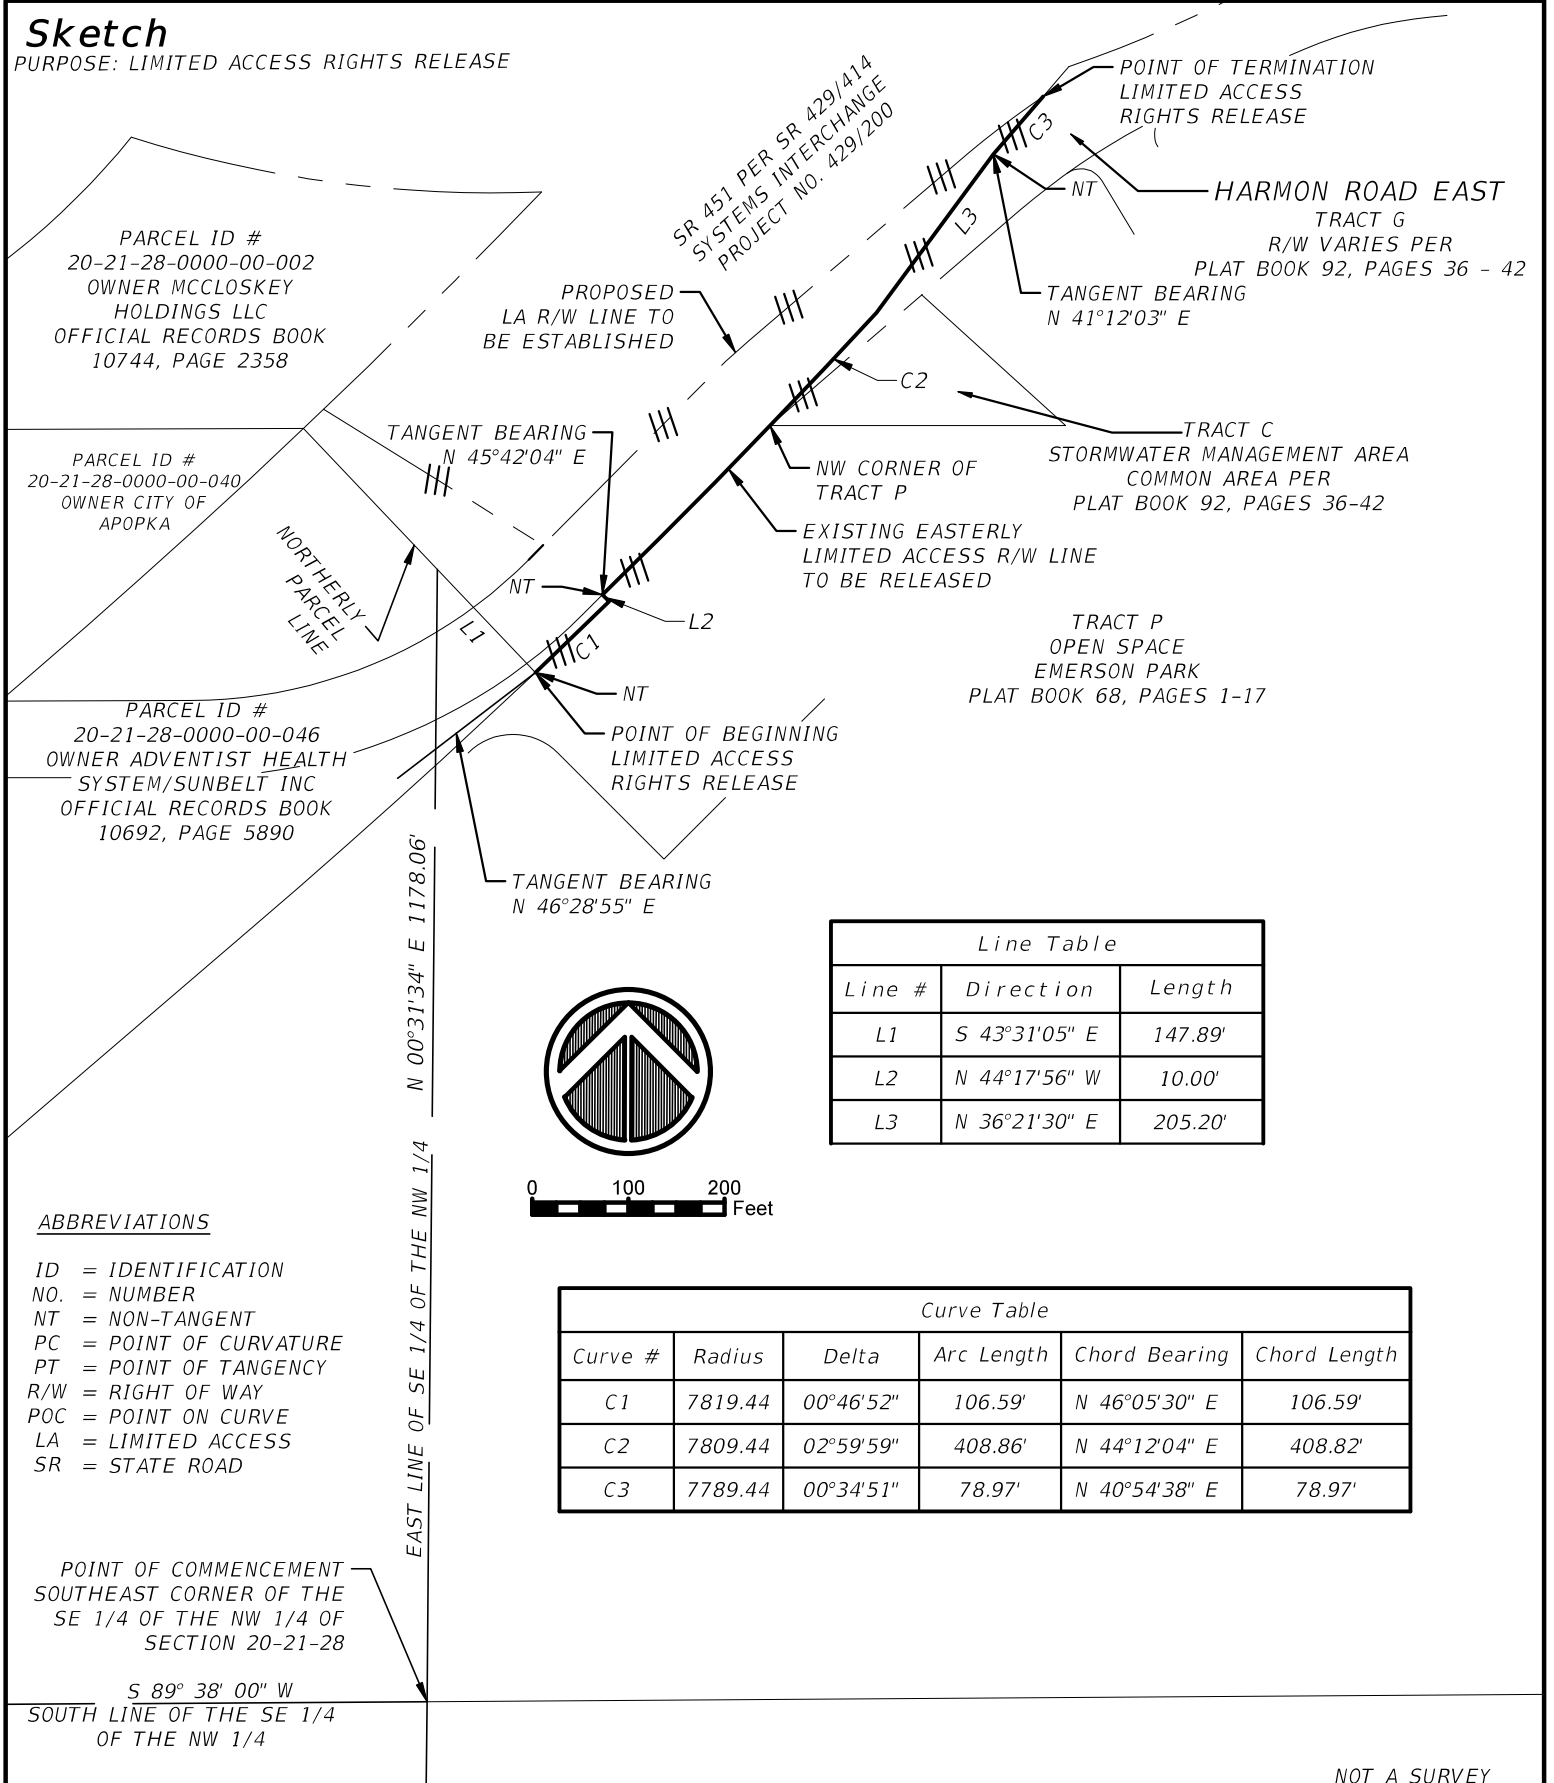 Sketch
PURPOSE: LIMITED ACCESS RIGHTS RELEASE
SR 451 PER SR 429/414
SYSTEMS INTERCHANGE
PROJECT NO. 429/200
POINT OF TERMINATION
LIMITED ACCESS
RIGHTS RELEASE
C3
NT
HARMON ROAD EAST
TRACT G
R/W VARIES PER
PLAT BOOK 92, PAGES 36 - 42
L3
TANGENT BEARING
N 41°12'03" E
PARCEL ID #
20-21-28-0000-00-002
OWNER MCCLOSKEY
HOLDINGS LLC
OFFICIAL RECORDS BOOK
10744, PAGE 2358
PROPOSED
LA R/W LINE TO
BE ESTABLISHED
C2
TRACT C
STORMWATER MANAGEMENT AREA
COMMON AREA PER
PLAT BOOK 92, PAGES 36-42
TANGENT BEARING
N 45°42'04" E
NW CORNER OF
TRACT P
PARCEL ID #
20-21-28-0000-00-040
OWNER CITY OF
APOPKA
EXISTING EASTERLY
LIMITED ACCESS R/W LINE
TO BE RELEASED
NORTHERLY
PARCEL
LINE
NT
L2
L1
C1
TRACT P
OPEN SPACE
EMERSON PARK
PLAT BOOK 68, PAGES 1-17
NT
POINT OF BEGINNING
LIMITED ACCESS
RIGHTS RELEASE
PARCEL ID #
20-21-28-0000-00-046
OWNER ADVENTIST HEALTH
SYSTEM/SUNBELT INC
OFFICIAL RECORDS BOOK
10692, PAGE 5890
TANGENT BEARING
N 46°28'55" E
EAST LINE OF SE 1/4 OF THE NW 1/4 N 00°31'34" E 1178.06'
Line Table
Line # Direction Length
L1 S 43°31'05" E 147.89'
L2 N 44°17'56" W 10.00'
L3 N 36°21'30" E 205.20'
0 100 200
Feet
ABBREVIATIONS
ID = IDENTIFICATION
NO. = NUMBER
NT = NON-TANGENT
PC = POINT OF CURVATURE
PT = POINT OF TANGENCY
R/W = RIGHT OF WAY
POC = POINT ON CURVE
LA = LIMITED ACCESS
SR = STATE ROAD
Curve Table
Curve # Radius Delta Arc Length Chord Bearing Chord Length
C1 7819.44 00°46'52" 106.59' N 46°05'30" E 106.59'
C2 7809.44 02°59'59" 408.86' N 44°12'04" E 408.82'
C3 7789.44 00°34'51" 78.97' N 40°54'38" E 78.97'
POINT OF COMMENCEMENT
SOUTHEAST CORNER OF THE
SE 1/4 OF THE NW 1/4 OF
SECTION 20-21-28
S 89° 38' 00" W
SOUTH LINE OF THE SE 1/4
OF THE NW 1/4
NOT A SURVEY